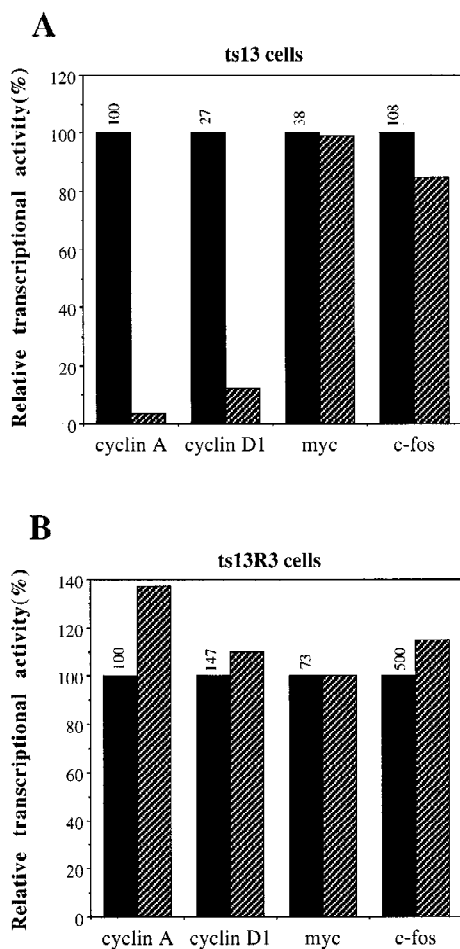 A
ts13 cells
Relative transcriptional activity(%)
120
100
80
60
40
20
0
100
27
38
108
cyclin A cyclin D1 myc c-fos
B
ts13R3 cells
Relative transcriptional activity(%)
140
120
100
80
60
40
20
0
100
147
73
500
cyclin A cyclin D1 myc c-fos